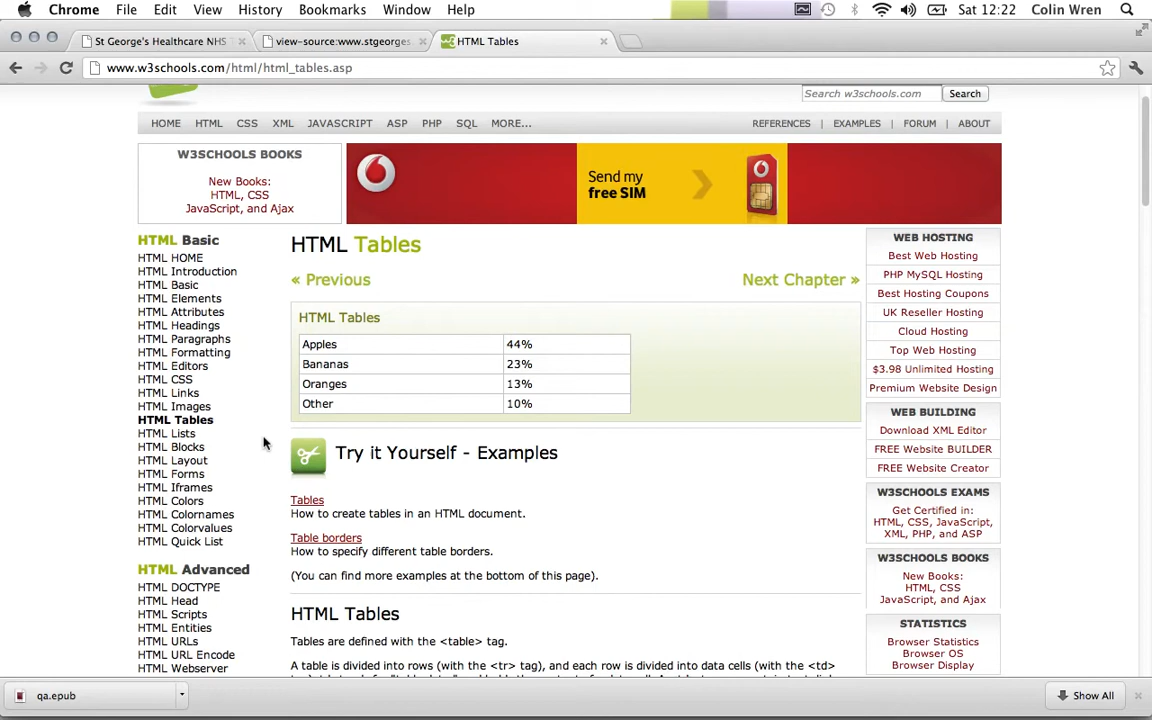 Chrome File Edit View History Bookmarks Window Help Sat 12:22 Colin Wren
St George's Healthcare NHS T
view-source:www.stgeorges.
HTML Tables
www.w3schools.com/html/html_tables.asp
Search w3schools.com Search
HOME HTML CSS XML JAVASCRIPT ASP PHP SQL MORE...
REFERENCES | EXAMPLES | FORUM | ABOUT
W3SCHOOLS BOOKS
New Books:
HTML, CSS
JavaScript, and Ajax
Send my
free SIM
HTML Basic
HTML HOME
HTML Introduction
HTML Basic
HTML Elements
HTML Attributes
HTML Headings
HTML Paragraphs
HTML Formatting
HTML Editors
HTML CSS
HTML Links
HTML Images
HTML Tables
HTML Lists
HTML Blocks
HTML Layout
HTML Forms
HTML Iframes
HTML Colors
HTML Colornames
HTML Colorvalues
HTML Quick List
HTML Advanced
HTML DOCTYPE
HTML Head
HTML Scripts
HTML Entities
HTML URLs
HTML URL Encode
HTML Webserver
HTML Tables
« Previous Next Chapter »
HTML Tables
Apples 44%
Bananas 23%
Oranges 13%
Other 10%
Try it Yourself - Examples
Tables
How to create tables in an HTML document.
Table borders
How to specify different table borders.
(You can find more examples at the bottom of this page).
HTML Tables
Tables are defined with the <table> tag.
A table is divided into rows (with the <tr> tag), and each row is divided into data cells (with the <td>
WEB HOSTING
Best Web Hosting
PHP MySQL Hosting
Best Hosting Coupons
UK Reseller Hosting
Cloud Hosting
Top Web Hosting
$3.98 Unlimited Hosting
Premium Website Design
WEB BUILDING
Download XML Editor
FREE Website BUILDER
FREE Website Creator
W3SCHOOLS EXAMS
Get Certified in:
HTML, CSS, JavaScript,
XML, PHP, and ASP
W3SCHOOLS BOOKS
New Books:
HTML, CSS
JavaScript, and Ajax
STATISTICS
Browser Statistics
Browser OS
Browser Display
qa.epub
Show All